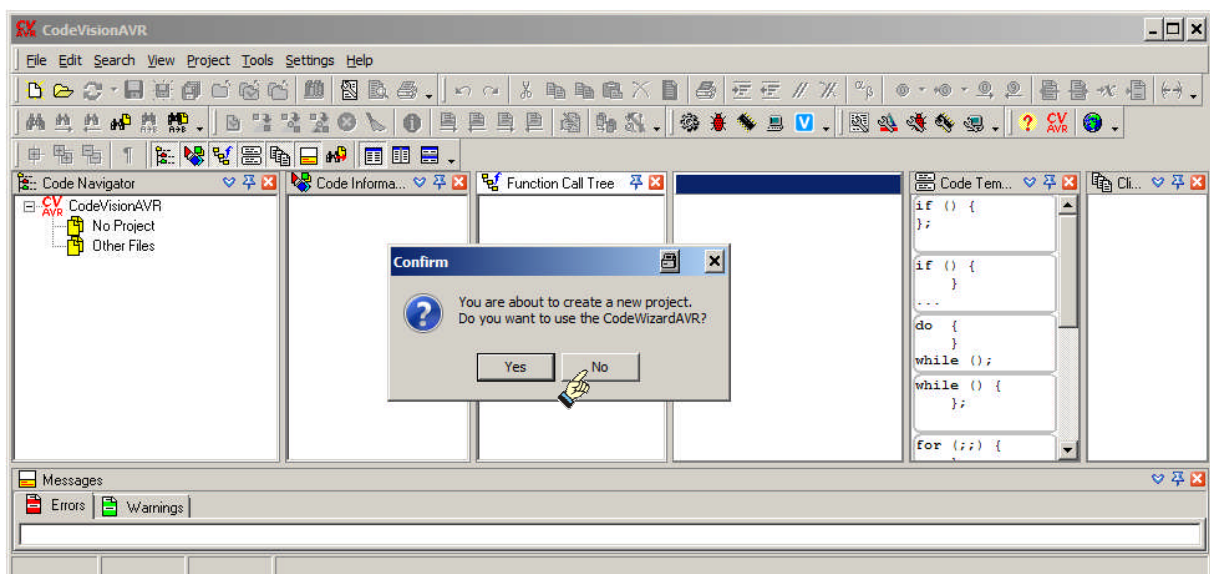 CodeVisionAVR
File Edit Search View Project Tools Settings Help
Code Navigator
Code Informa...
Function Call Tree
Code Tem...
Cli...
CodeVisionAVR
No Project
Other Files
Confirm
You are about to create a new project.
Do you want to use the CodeWizardAVR?
Yes
No
if () {
};
if () {
}
...
do {
}
while ();
while () {
};
for (;;) {
Messages
Errors
Warnings